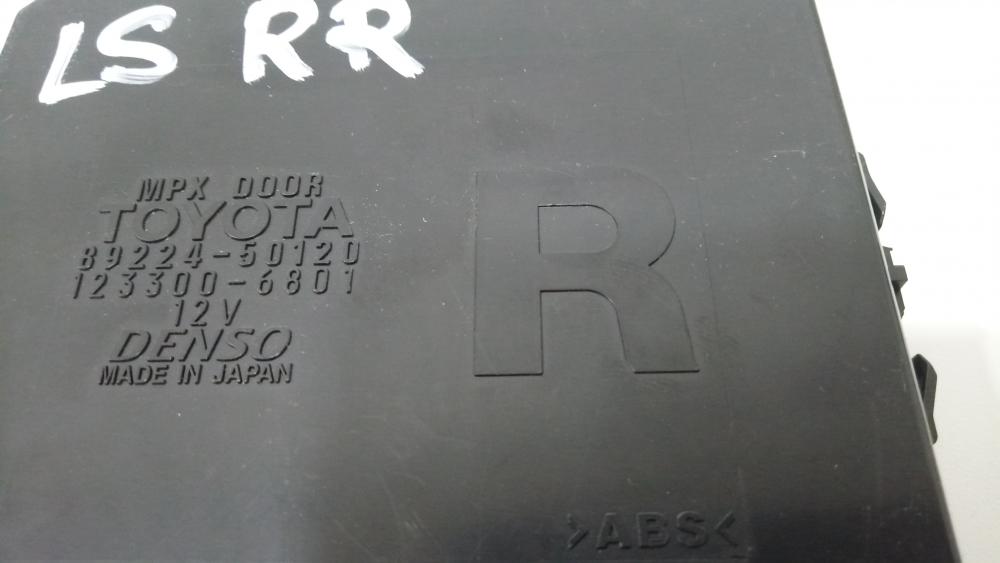 LS RR
MPX DOOR
TOYOTA
89224-50120
123300-6801
12V
DENSO
MADE IN JAPAN
R
>ABS<